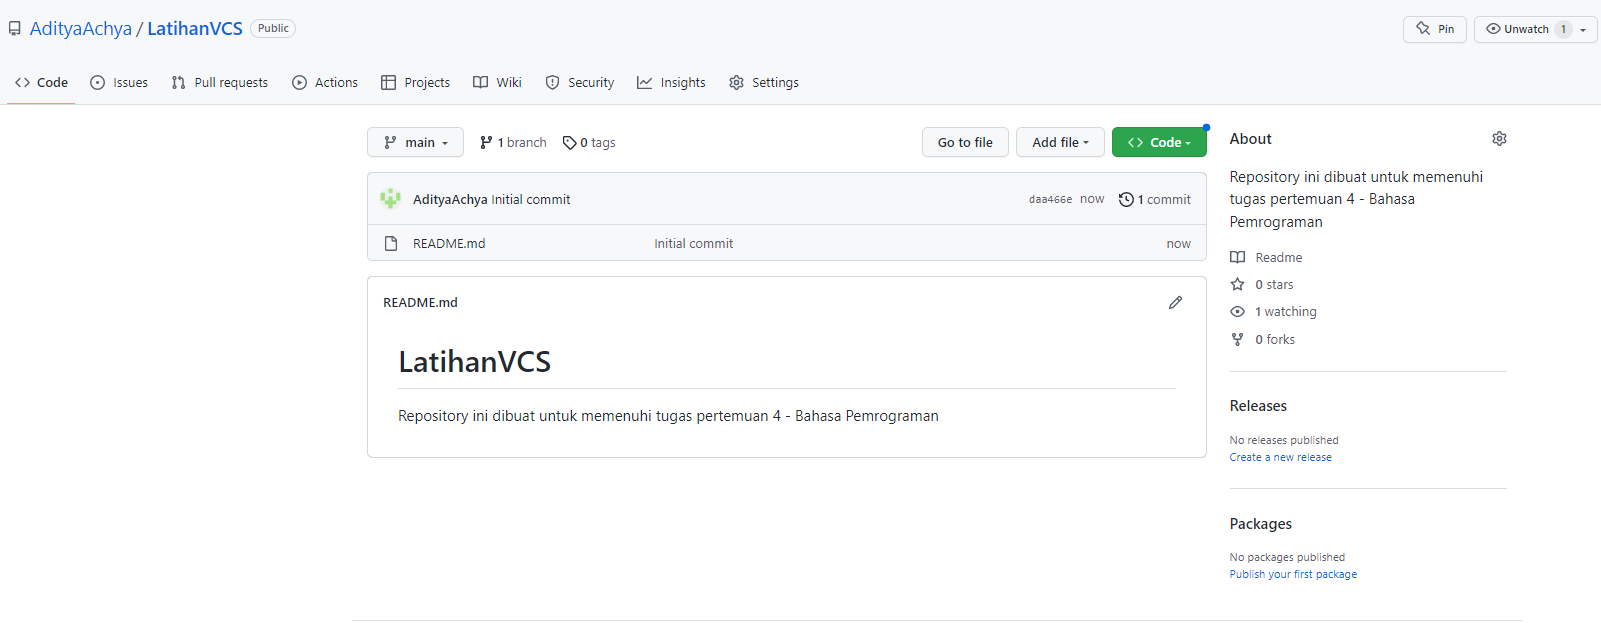 AdityaAchya / LatihanVCS Public
Pin
Unwatch 1
Code Issues Pull requests Actions Projects Wiki Security Insights Settings
main 1 branch 0 tags
Go to file Add file Code
AdityaAchya Initial commit daa466e now 1 commit
README.md Initial commit now
README.md
LatihanVCS
Repository ini dibuat untuk memenuhi tugas pertemuan 4 - Bahasa Pemrograman
About
Repository ini dibuat untuk memenuhi
tugas pertemuan 4 - Bahasa
Pemrograman
Readme
0 stars
1 watching
0 forks
Releases
No releases published
Create a new release
Packages
No packages published
Publish your first package